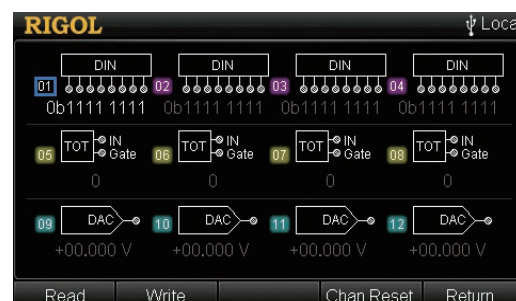 RIGOL Loca
DIN DIN DIN DIN
01 02 03 04
0b1111 1111 0b1111 1111 0b1111 1111 0b1111 1111
TOT IN TOT IN TOT IN TOT IN
05 Gate 06 Gate 07 Gate 08 Gate
0 0 0 0
09 DAC 10 DAC 11 DAC 12 DAC
+00.000 V +00.000 V +00.000 V +00.000 V
Read Write Chan Reset Return